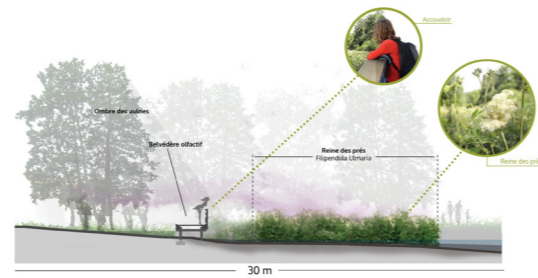 Accoudoir
Ombre des aulnes
Belvédère olfactif
Reine des prés
Filipendula Ulmaria
Reine des prés
30 m